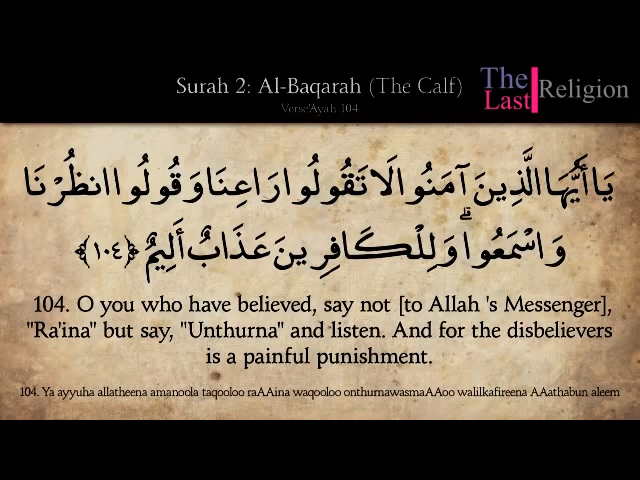 Surah 2: Al-Baqarah (The Calf)
Verse'Ayah 104
The
Last
Religion
يَا أَيُّهَا الَّذِينَ آمَنُوا لَا تَقُولُوا رَاعِنَا وَقُولُوا انظُرْنَا
وَاسْمَعُوا ۗ وَلِلْكَافِرِينَ عَذَابٌ أَلِيمٌ ﴿١٠٤﴾
104. O you who have believed, say not [to Allah 's Messenger],
"Ra'ina" but say, "Unthurna" and listen. And for the disbelievers
is a painful punishment.
104. Ya ayyuha allatheena amanoola taqooloo raAAina waqooloo onthurnawasmaAAoo walilkafireena AAathabun aleem